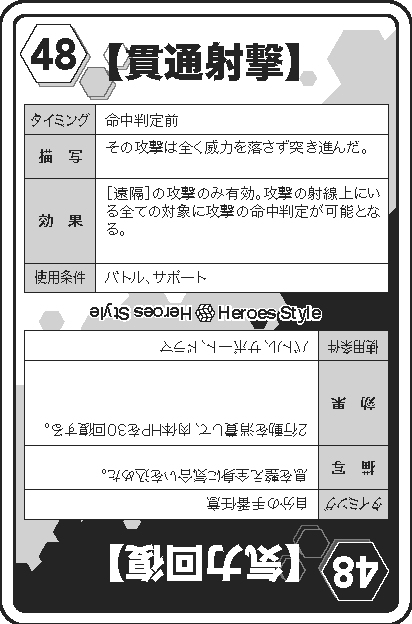 48 【貫通射撃】
タイミング 命中判定前
描 写 その攻撃は全く威力を落さず突き進んだ。
効 果 [遠隔]の攻撃のみ有効。攻撃の射線上にい
る全ての対象に攻撃の命中判定が可能とな
る。
使用条件 バトル、サポート
Heroes Style Heroes Style
48 【気力回復】
タイミング 自分の手番任意
描 写 息を整え全身に気合いを込めた。
効 果 2行動を消費して、肉体HPを30回復する。
使用条件 バトル、サポート、ドラマ